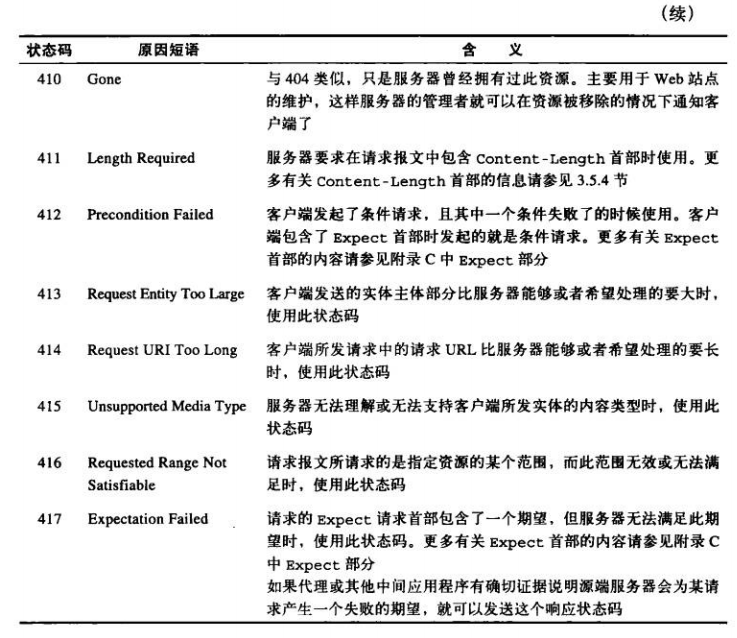 （续）
状态码 原因短语 含 义
410 Gone 与 404 类似，只是服务器曾经拥有过此资源。主要用于 Web 站点
的维护，这样服务器的管理者就可以在资源被移除的情况下通知客
户端了
411 Length Required 服务器要求在请求报文中包含 Content-Length 首部时使用。更
多有关 Content-Length 首部的信息请参见 3.5.4 节
412 Precondition Failed 客户端发起了条件请求，且其中一个条件失败了的时候使用。客户
端包含了 Expect 首部时发起的就是条件请求。更多有关 Expect
首部的内容请参见附录 C 中 Expect 部分
413 Request Entity Too Large 客户端发送的实体主体部分比服务器能够或者希望处理的要大时，
使用此状态码
414 Request URI Too Long 客户端所发请求中的请求 URL 比服务器能够或者希望处理的要长
时，使用此状态码
415 Unsupported Media Type 服务器无法理解或无法支持客户端所发实体的内容类型时，使用此
状态码
416 Requested Range Not 请求报文所请求的是指定资源的某个范围，而此范围无效或无法满
Satisfiable 足时，使用此状态码
417 Expectation Failed 请求的 Expect 请求首部包含了一个期望，但服务器无法满足此期
望时，使用此状态码。更多有关 Expect 首部的内容请参见附录 C
中 Expect 部分
如果代理或其他中间应用程序有确切证据说明源端服务器会为某请
求产生一个失败的期望，就可以发送这个响应状态码